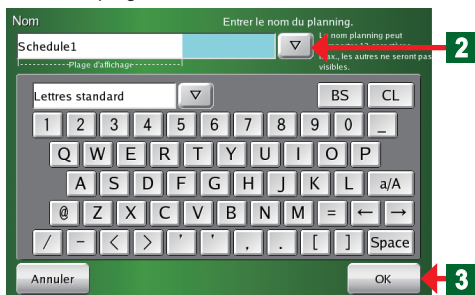 Nom
Entrer le nom du planning.
Schedule1
Le nom planning peut
les autres ne seront pas
visibles.
Plage d'affichage
2
Lettres standard
BS CL
1 2 3 4 5 6 7 8 9 0 _
Q W E R T Y U I O P
A S D F G H J K L a/A
@ Z X C V B N M = ← →
/ - < > ' ' , . [ ] Space
Annuler
OK
3